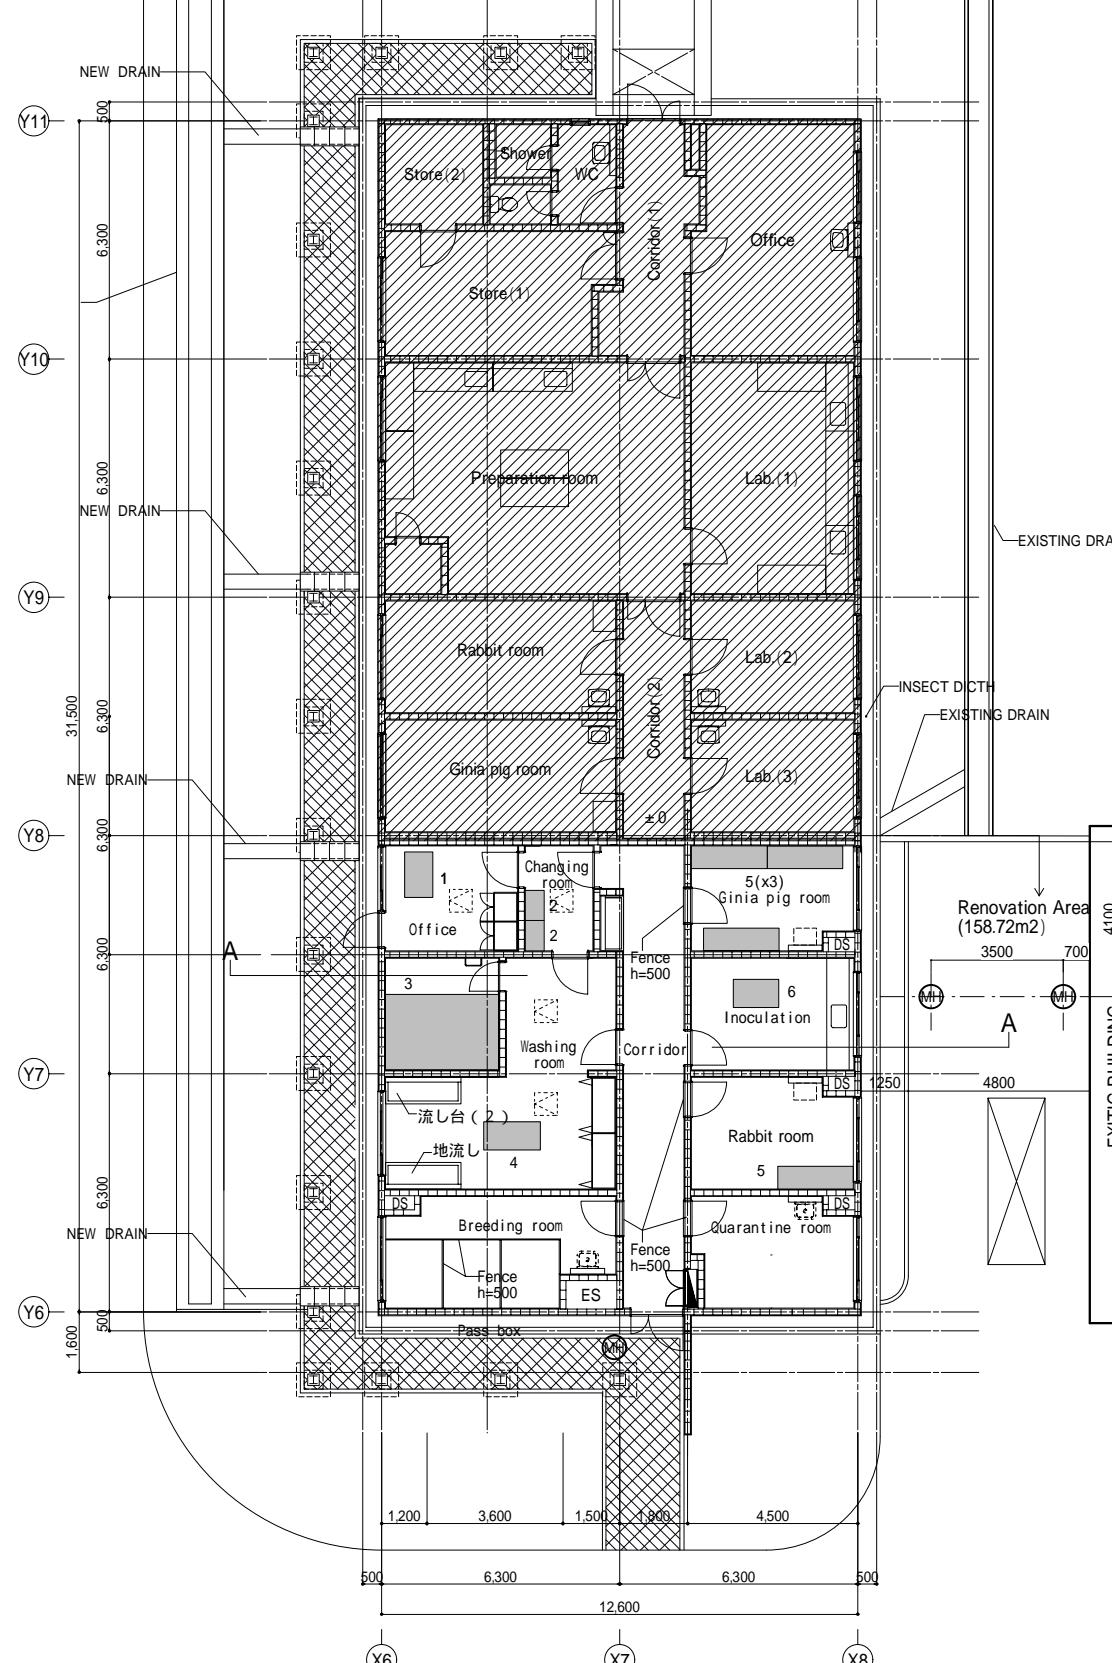 NEW DRAIN
Y11
500
Shower
Store(2)
WC
Corridor(1)
6,300
Office
Store(1)
Y10
6,300
Preparation room
Lab.(1)
NEW DRAIN
EXISTING DRA
Y9
Rabbit room
Lab.(2)
Corridor(2)
INSECT DICTH
31,500
6,300
EXISTING DRAIN
Ginia pig room
Lab.(3)
NEW DRAIN
±0
Y8
6,300
1
Changing
room
2
2
Office
5(x3)
Ginia pig room
DS
Renovation Area
(158.72m2)
4100
A
6,300
Fence
h=500
3500
700
3
6
Inoculation
MH
MH
A
EXITIG BUILDING
Washing
room
Corridor
Y7
DS
1250
4800
流し台(2)
地流し
4
Rabbit room
5
6,300
DS
Breeding room
DS
Quarantine room
NEW DRAIN
Fence
h=500
Fence
h=500
ES
Y6
500
1,600
Pass box
MH
1,200
3,600
1,500
1,800
4,500
500
6,300
6,300
500
12,600
X6
X7
X8